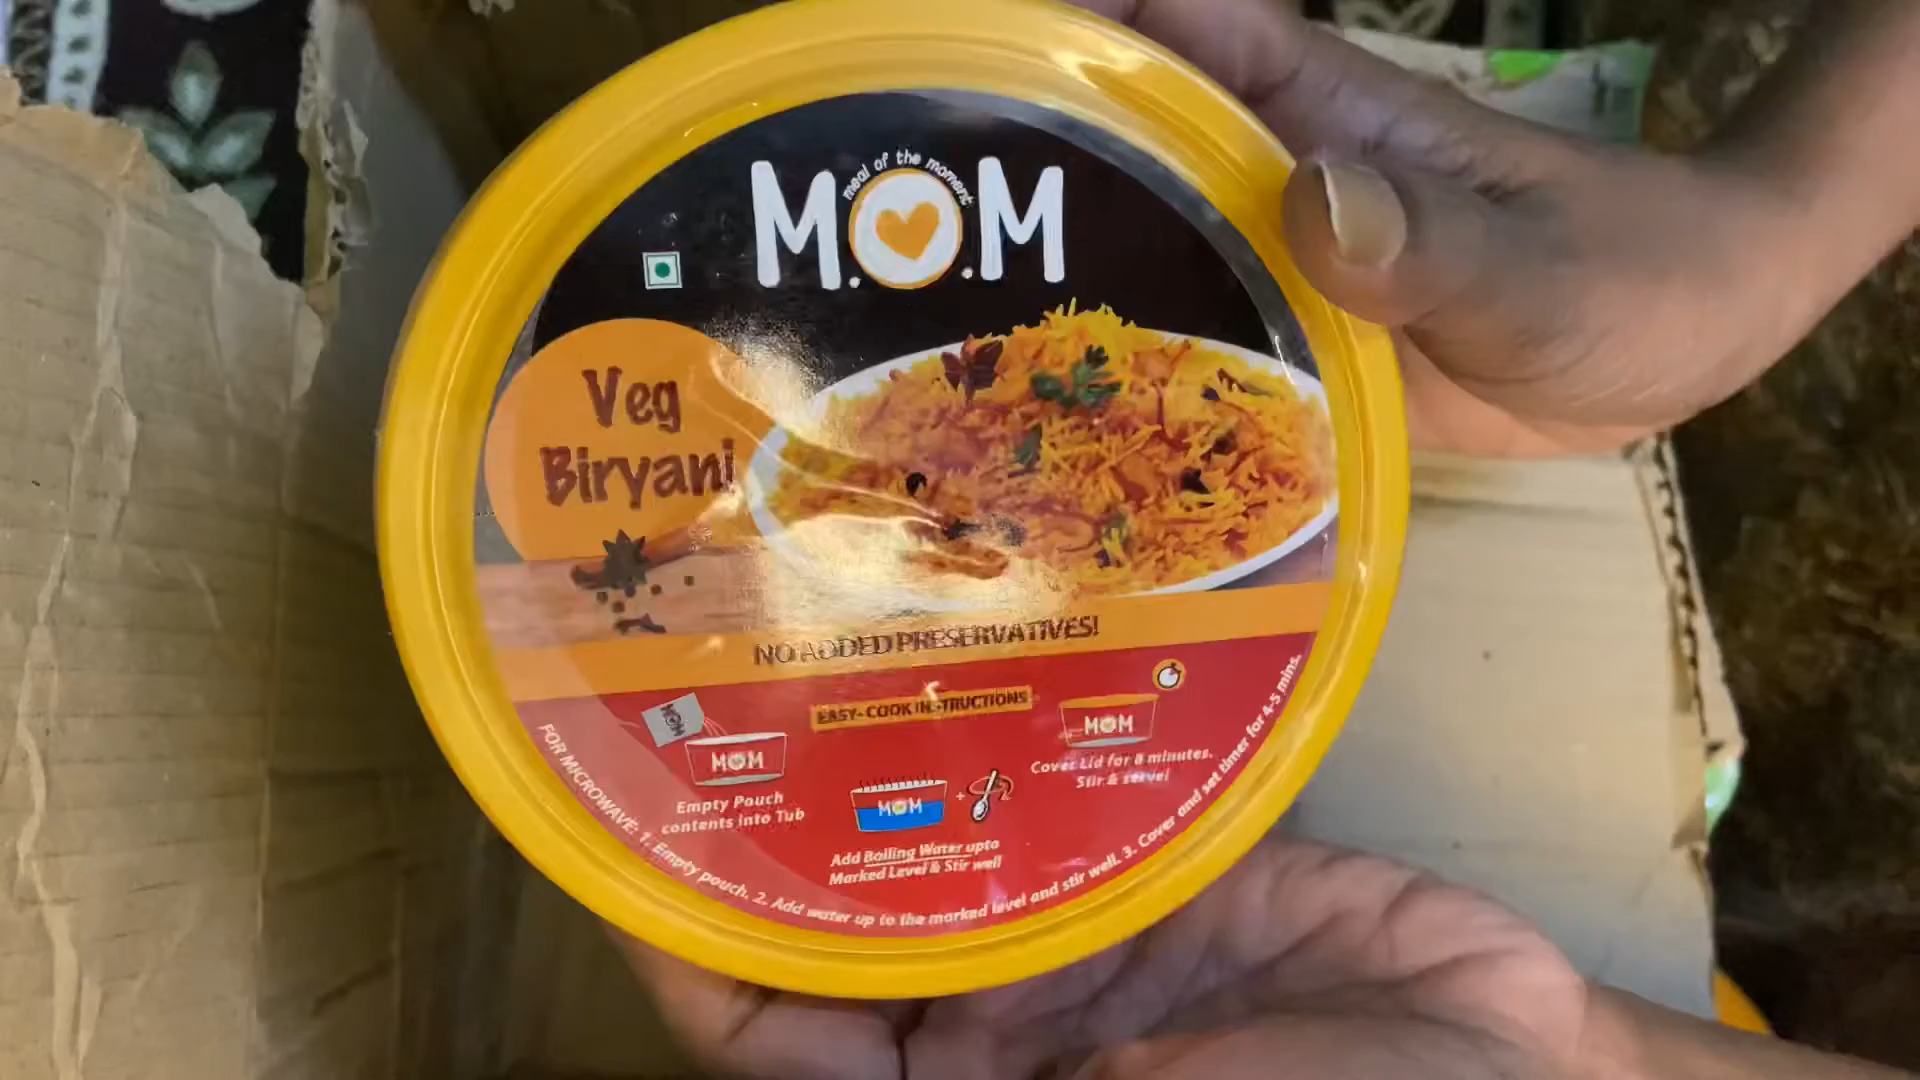 meal of the moment
M.O.M
Veg
Biryani
NO ADDED PRESERVATIVES!
EASY-COOK INSTRUCTIONS
MOM
MOM
Empty Pouch
contents into Tub
MOM
Add Boiling Water upto
Marked Level & Stir well
MOM
Cover Lid for 8 minutes.
Stir & serve!
FOR MICROWAVE: 1. Empty pouch. 2. Add water up to the marked level and stir well. 3. Cover and set timer for 4-5 mins.